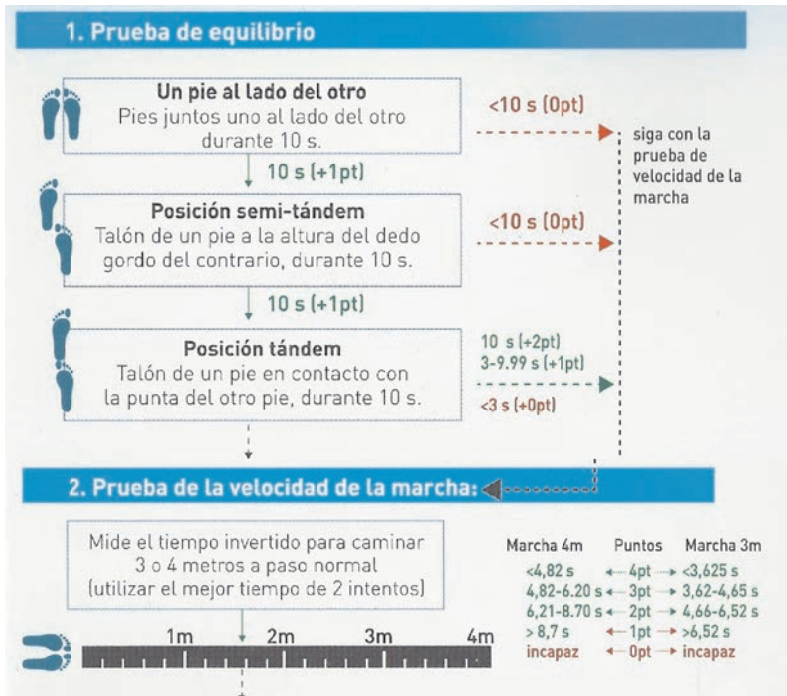 1. Prueba de equilibrio
Un pie al lado del otro
Pies juntos uno al lado del otro
durante 10 s.
<10 s (0pt)
siga con la
prueba de
velocidad de la
marcha
10 s (+1pt)
Posición semi-tándem
Talón de un pie a la altura del dedo
gordo del contrario, durante 10 s.
<10 s (0pt)
10 s (+1pt)
Posición tándem
Talón de un pie en contacto con
la punta del otro pie, durante 10 s.
10 s (+2pt)
3-9.99 s (+1pt)
<3 s (+0pt)
2. Prueba de la velocidad de la marcha:
Mide el tiempo invertido para caminar
3 o 4 metros a paso normal
(utilizar el mejor tiempo de 2 intentos)
Marcha 4m Puntos Marcha 3m
<4,82 s 4pt <3,625 s
4,82-6.20 s 3pt 3,62-4,65 s
6,21-8.70 s 2pt 4,66-6,52 s
> 8,7 s 1pt >6,52 s
incapaz 0pt incapaz
1m 2m 3m 4m